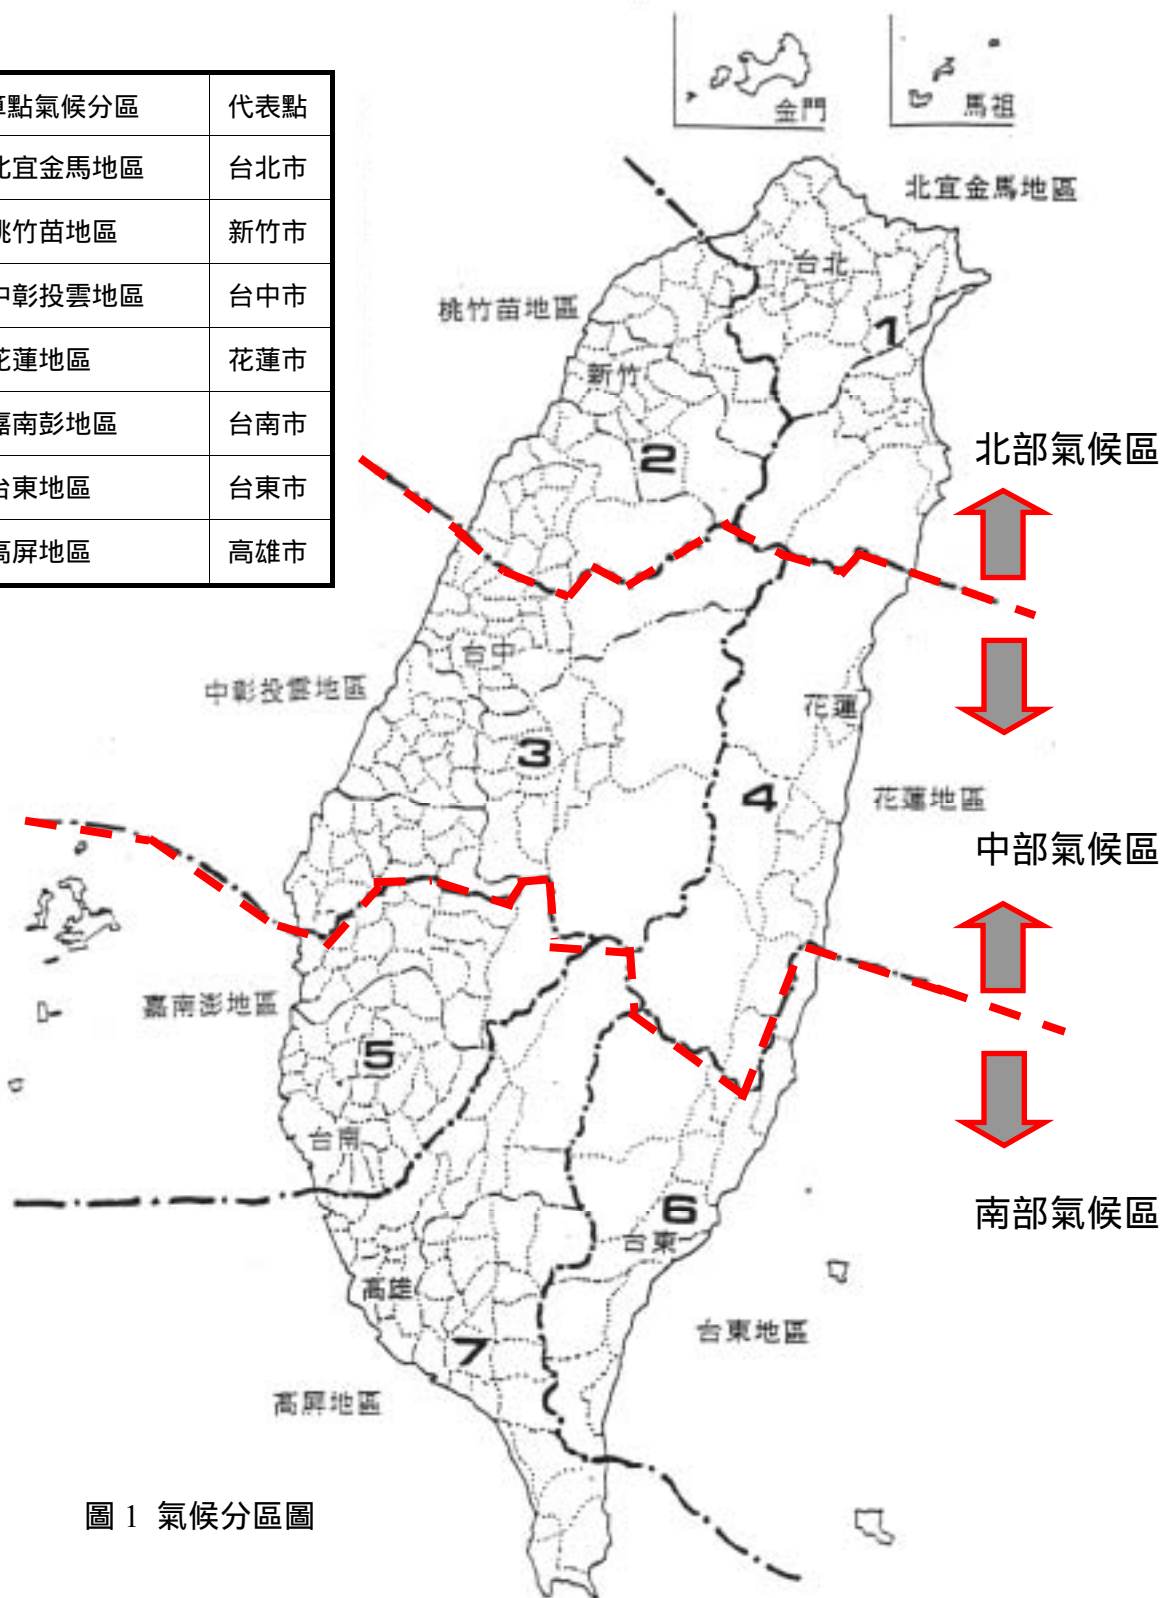 算點氣候分區 代表點
北宜金馬地區 台北市
桃竹苗地區 新竹市
中彰投雲地區 台中市
花蓮地區 花蓮市
嘉南彭地區 台南市
台東地區 台東市
高屏地區 高雄市
金門
馬祖
北宜金馬地區
台北
1
桃竹苗地區
新竹
2
北部氣候區
台中
中彰投雲地區
3
花蓮
4
花蓮地區
中部氣候區
嘉南澎地區
5
台南
6
台東
南部氣候區
高雄
7
台東地區
高屏地區
圖 1 氣候分區圖